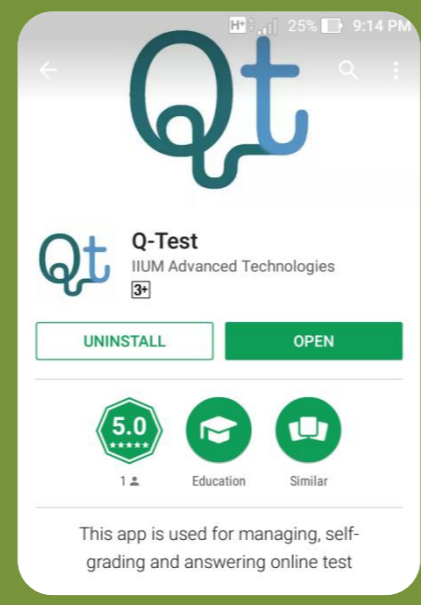 H+ 25% 9:14 PM
Qt
Qt
Q-Test
IIUM Advanced Technologies
3+
UNINSTALL
OPEN
5.0
1
Education
Similar
This app is used for managing, self-
grading and answering online test